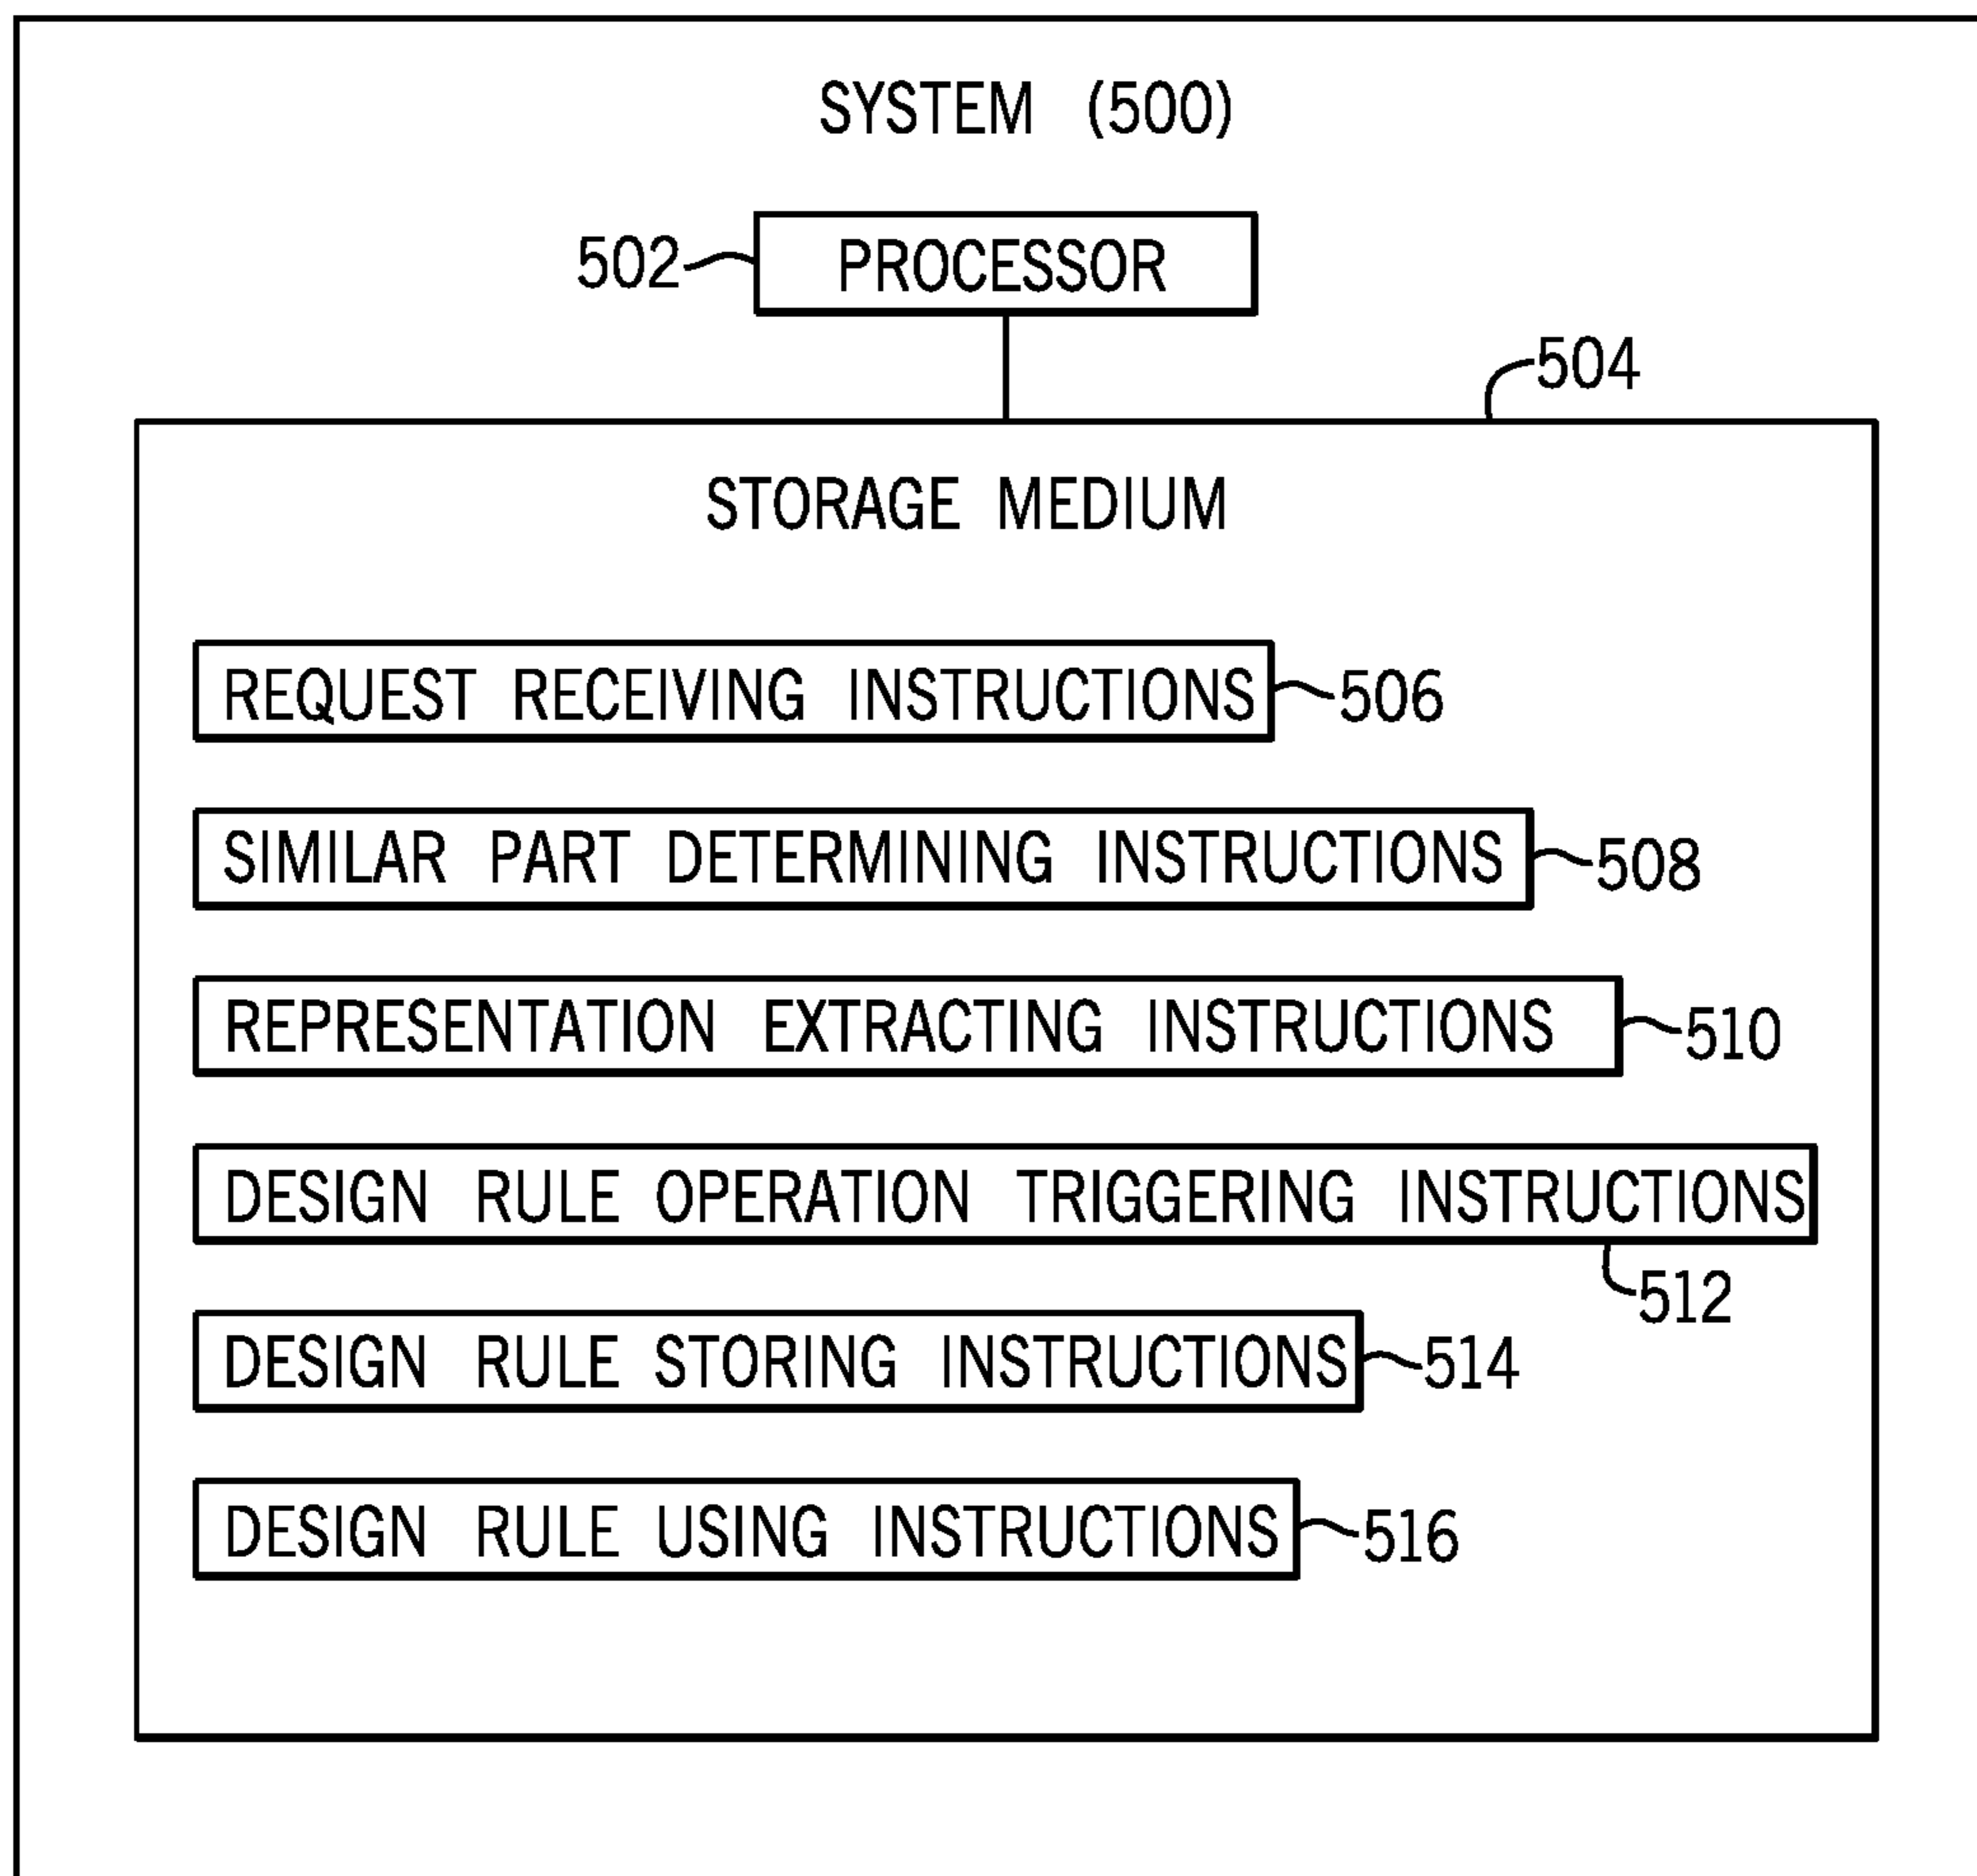 SYSTEM (500)
502 PROCESSOR
504
STORAGE MEDIUM
REQUEST RECEIVING INSTRUCTIONS 506
SIMILAR PART DETERMINING INSTRUCTIONS 508
REPRESENTATION EXTRACTING INSTRUCTIONS 510
DESIGN RULE OPERATION TRIGGERING INSTRUCTIONS
512
DESIGN RULE STORING INSTRUCTIONS 514
DESIGN RULE USING INSTRUCTIONS 516